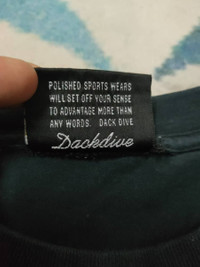 POLISHED SPORTS WEARS
WILL SET OFF YOUR SENSE
TO ADVANTAGE MORE THAN
ANY WORDS. DACK DIVE
Dackdive